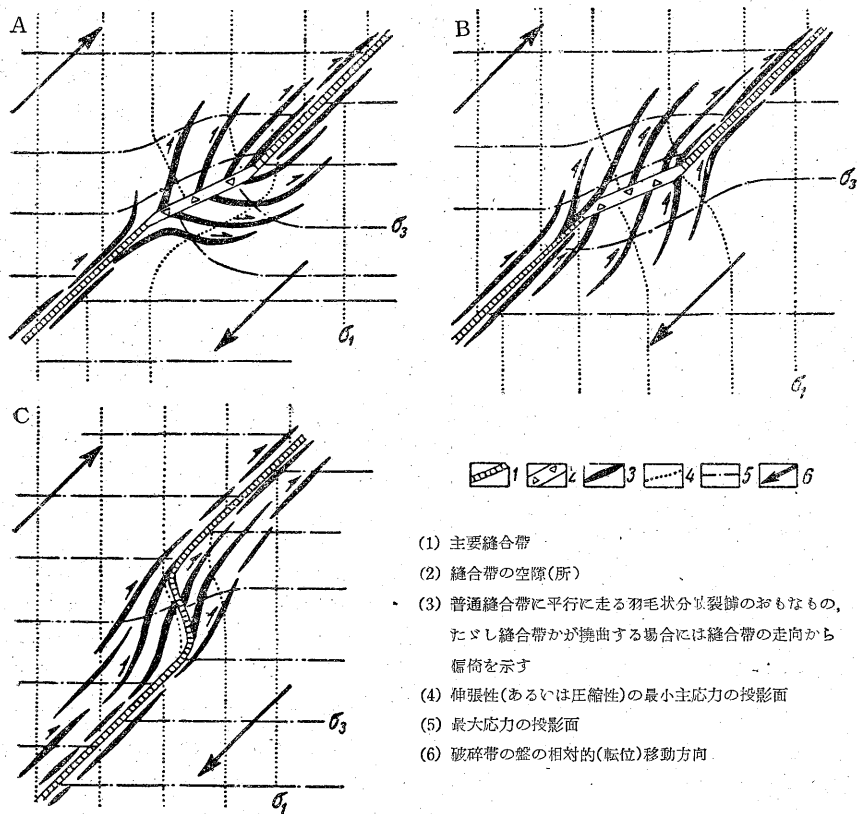 A
B
σ₃
σ₁
σ₃
σ₁
C
σ₃
σ₁
1 2 3 4 5 6
(1) 主要縫合帯
(2) 縫合帯の空隙(所)
(3) 普通縫合帯に平行に走る羽毛状分岐裂罅のおもなもの,
たゞし縫合帯かが撓曲する場合には縫合帯の走向から
偏倚を示す
(4) 伸張性(あるいは圧縮性)の最小主応力の投影面
(5) 最大応力の投影面
(6) 破砕帯の盤の相対的(転位)移動方向